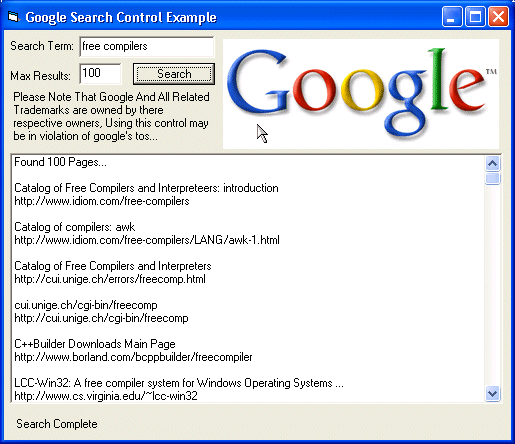 Google Search Control Example
Search Term: free compilers
Max Results: 100 Search
Google™
Please Note That Google And All Related
Trademarks are owned by there
respective owners, Using this control may
be in violation of google's tos...
Found 100 Pages...
Catalog of Free Compilers and Interpreteers: introduction
http://www.idiom.com/free-compilers
Catalog of compilers: awk
http://www.idiom.com/free-compilers/LANG/awk-1.html
Catalog of Free Compilers and Interpreters
http://cui.unige.ch/errors/freecomp.html
cui.unige.ch/cgi-bin/freecomp
http://cui.unige.ch/cgi-bin/freecomp
C++Builder Downloads Main Page
http://www.borland.com/bcppbuilder/freecompiler
LCC-Win32: A free compiler system for Windows Operating Systems ...
http://www.cs.virginia.edu/~lcc-win32
Search Complete